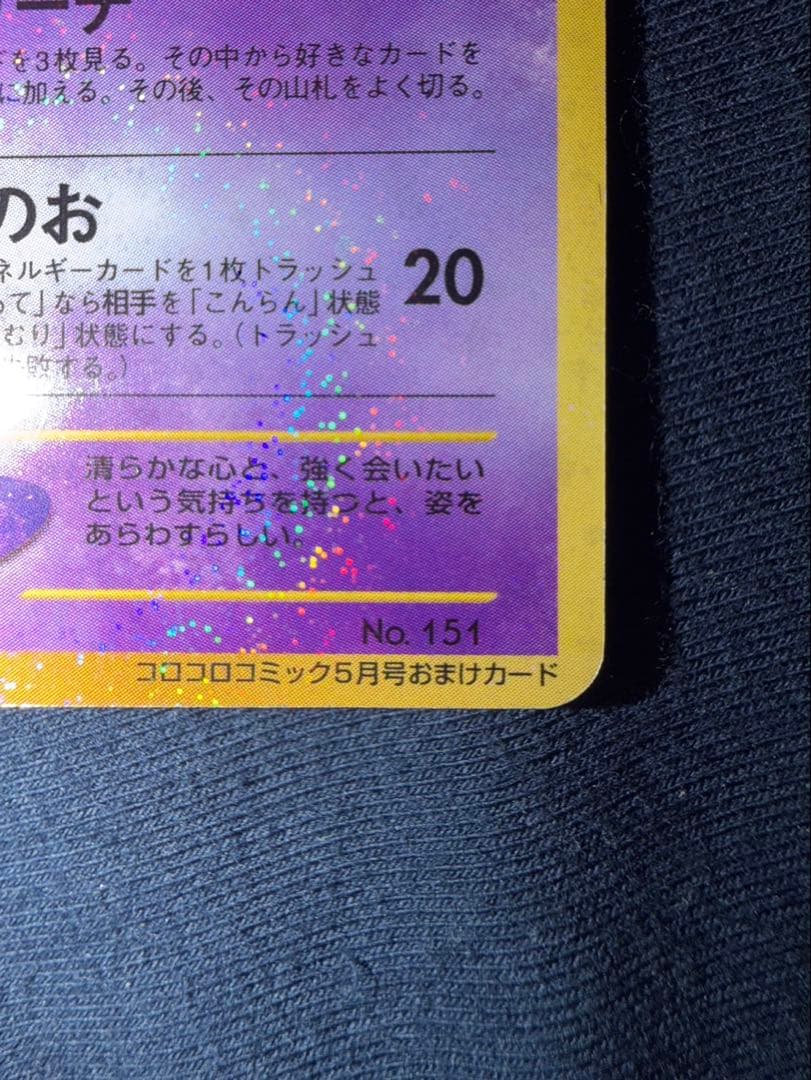 ーチ
を3枚見る。その中から好きなカードを
に加える。その後、その山札をよく切る。
のお
20
ネルギーカードを1枚トラッシュ
て」なら相手を「こんらん」状態
むり」状態にする。(トラッシュ
敗する。)
清らかな心と、強く会いたい
という気持ちを持つと、姿を
あらわすらしい。
No. 151
コロコロコミック5月号おまけカード